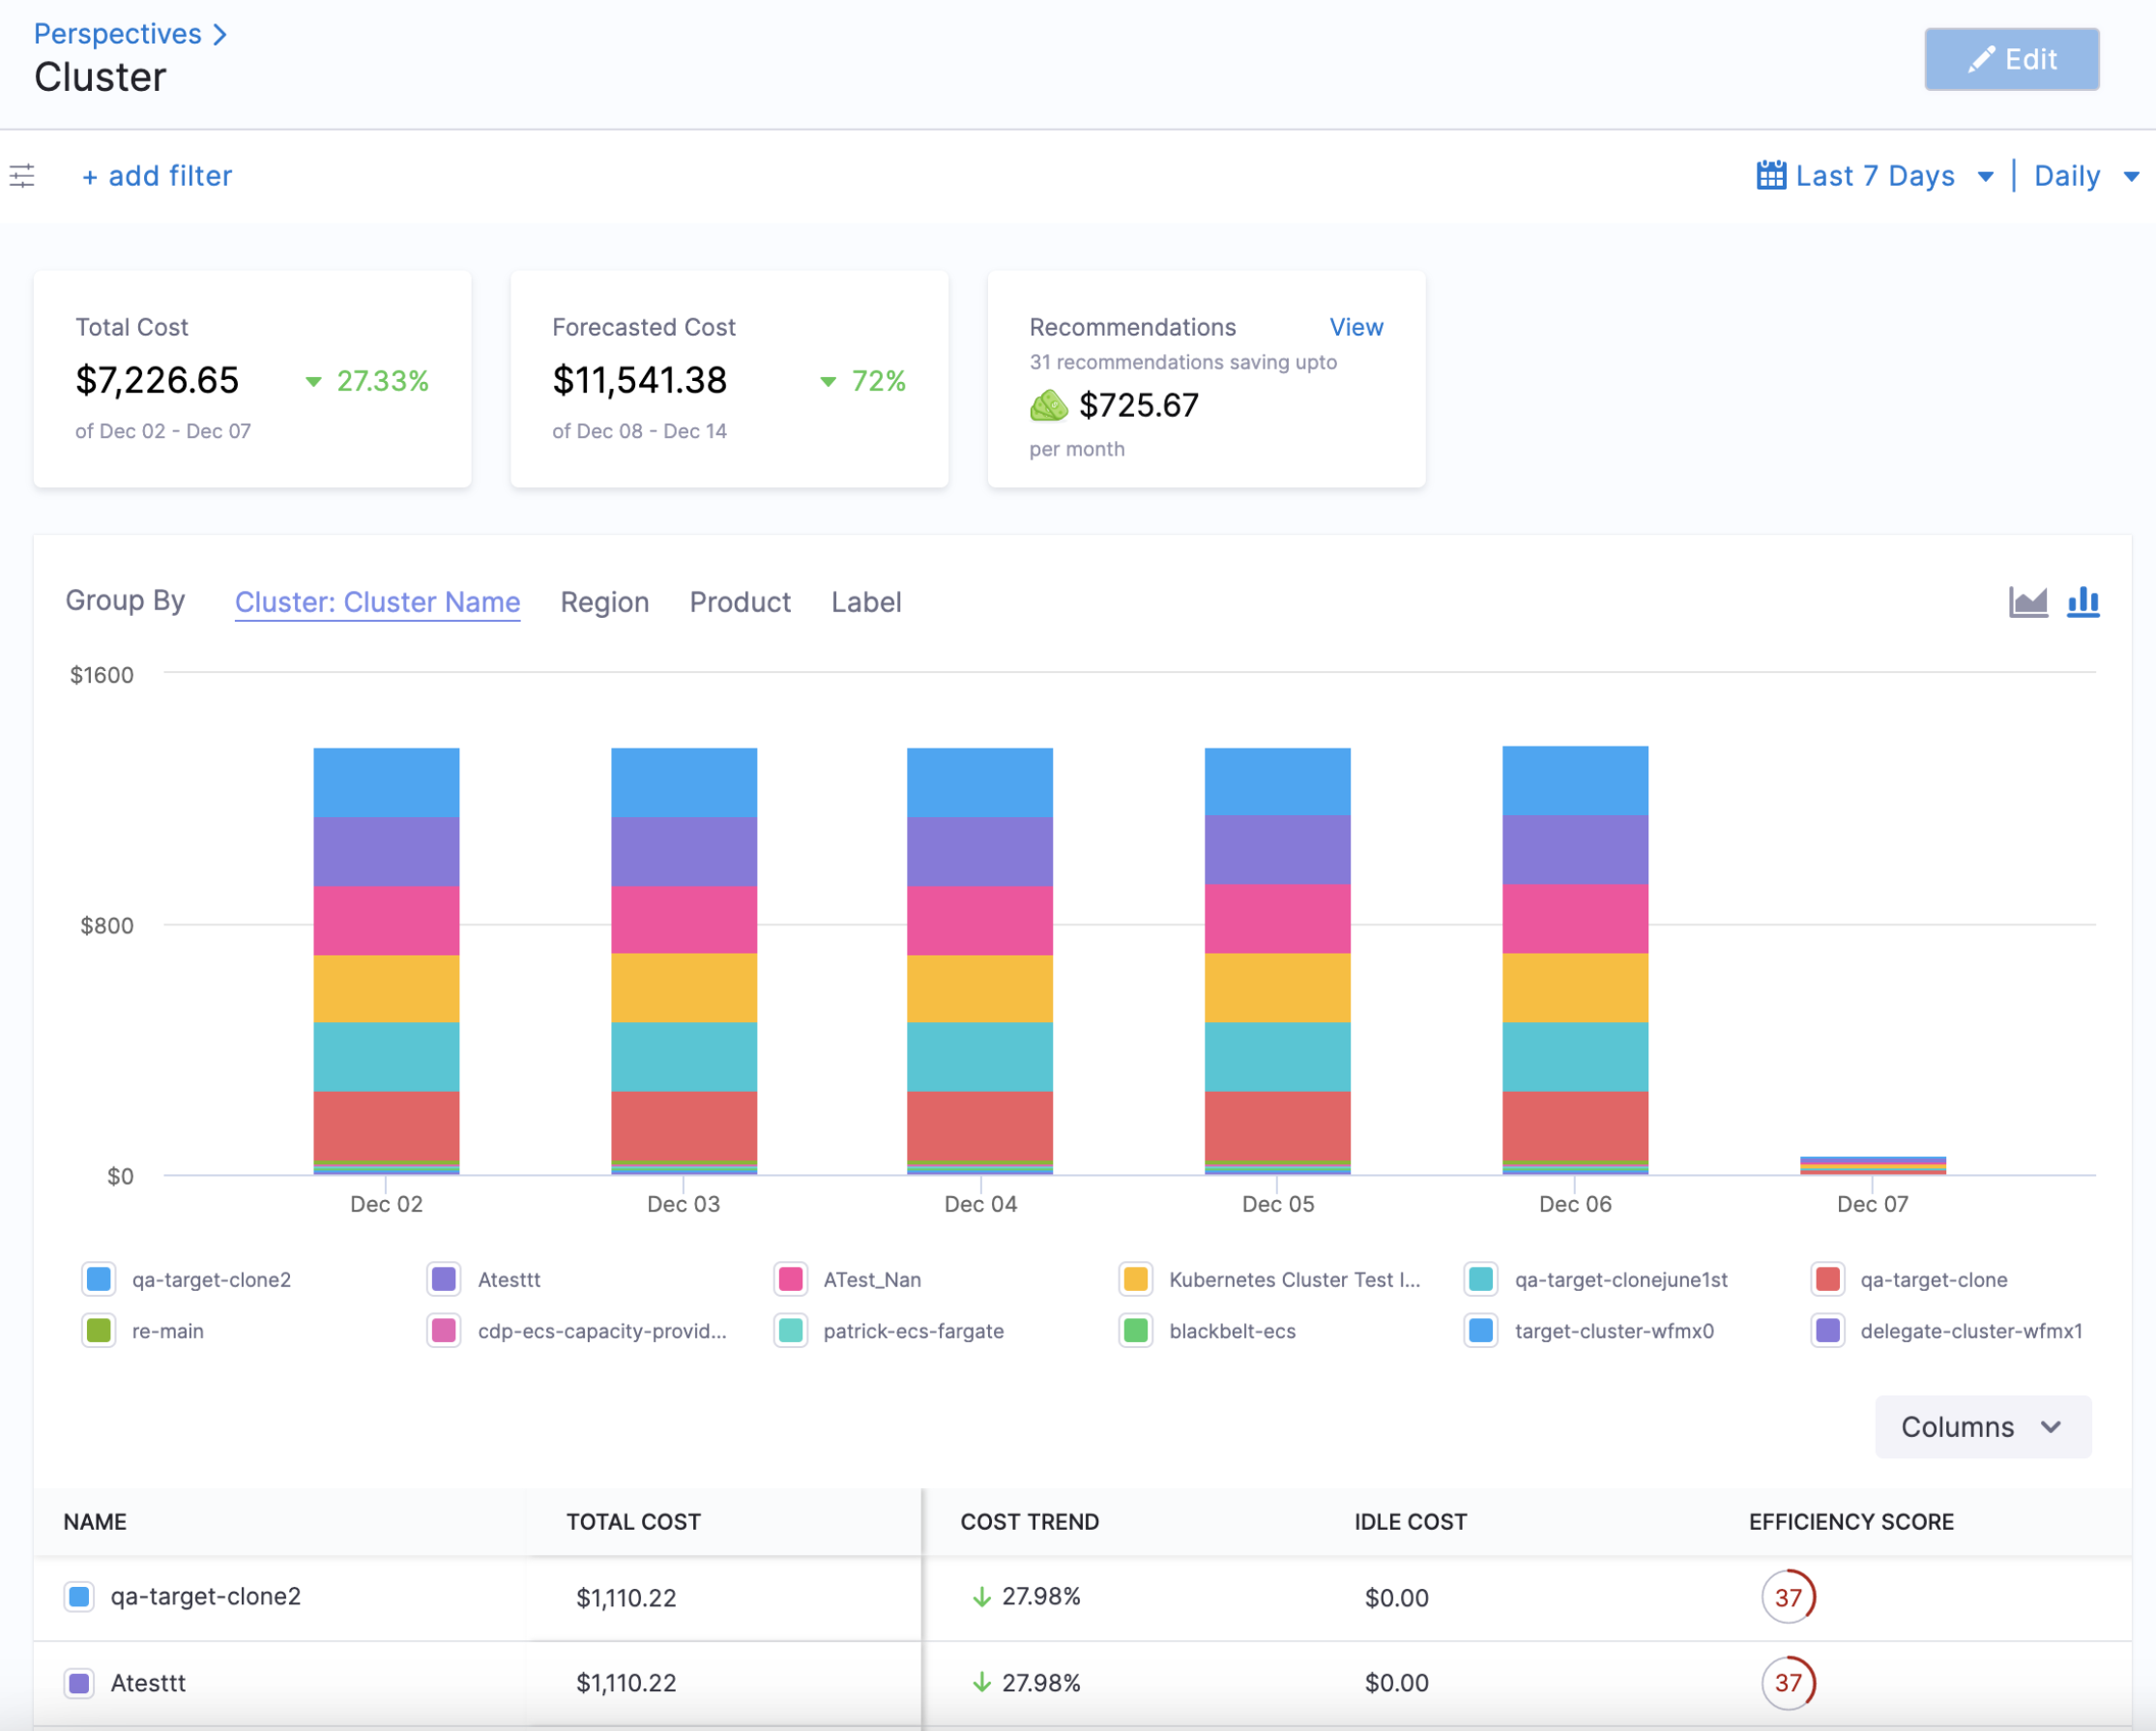 Perspectives
Cluster
Edit
+ add filter
Last 7 Days
Daily
Total Cost
$7,226.65
27.33%
of Dec 02 - Dec 07
Forecasted Cost
$11,541.38
72%
of Dec 08 - Dec 14
Recommendations
View
31 recommendations saving upto
$725.67
per month
Group By
Cluster: Cluster Name
Region
Product
Label
$1600
$800
$0
Dec 02
Dec 03
Dec 04
Dec 05
Dec 06
Dec 07
qa-target-clone2
Atesttt
ATest_Nan
Kubernetes Cluster Test I...
qa-target-clonejune1st
qa-target-clone
re-main
cdp-ecs-capacity-provid...
patrick-ecs-fargate
blackbelt-ecs
target-cluster-wfmx0
delegate-cluster-wfmx1
Columns
NAME
TOTAL COST
COST TREND
IDLE COST
EFFICIENCY SCORE
qa-target-clone2
$1,110.22
27.98%
$0.00
37
Atesttt
$1,110.22
27.98%
$0.00
37